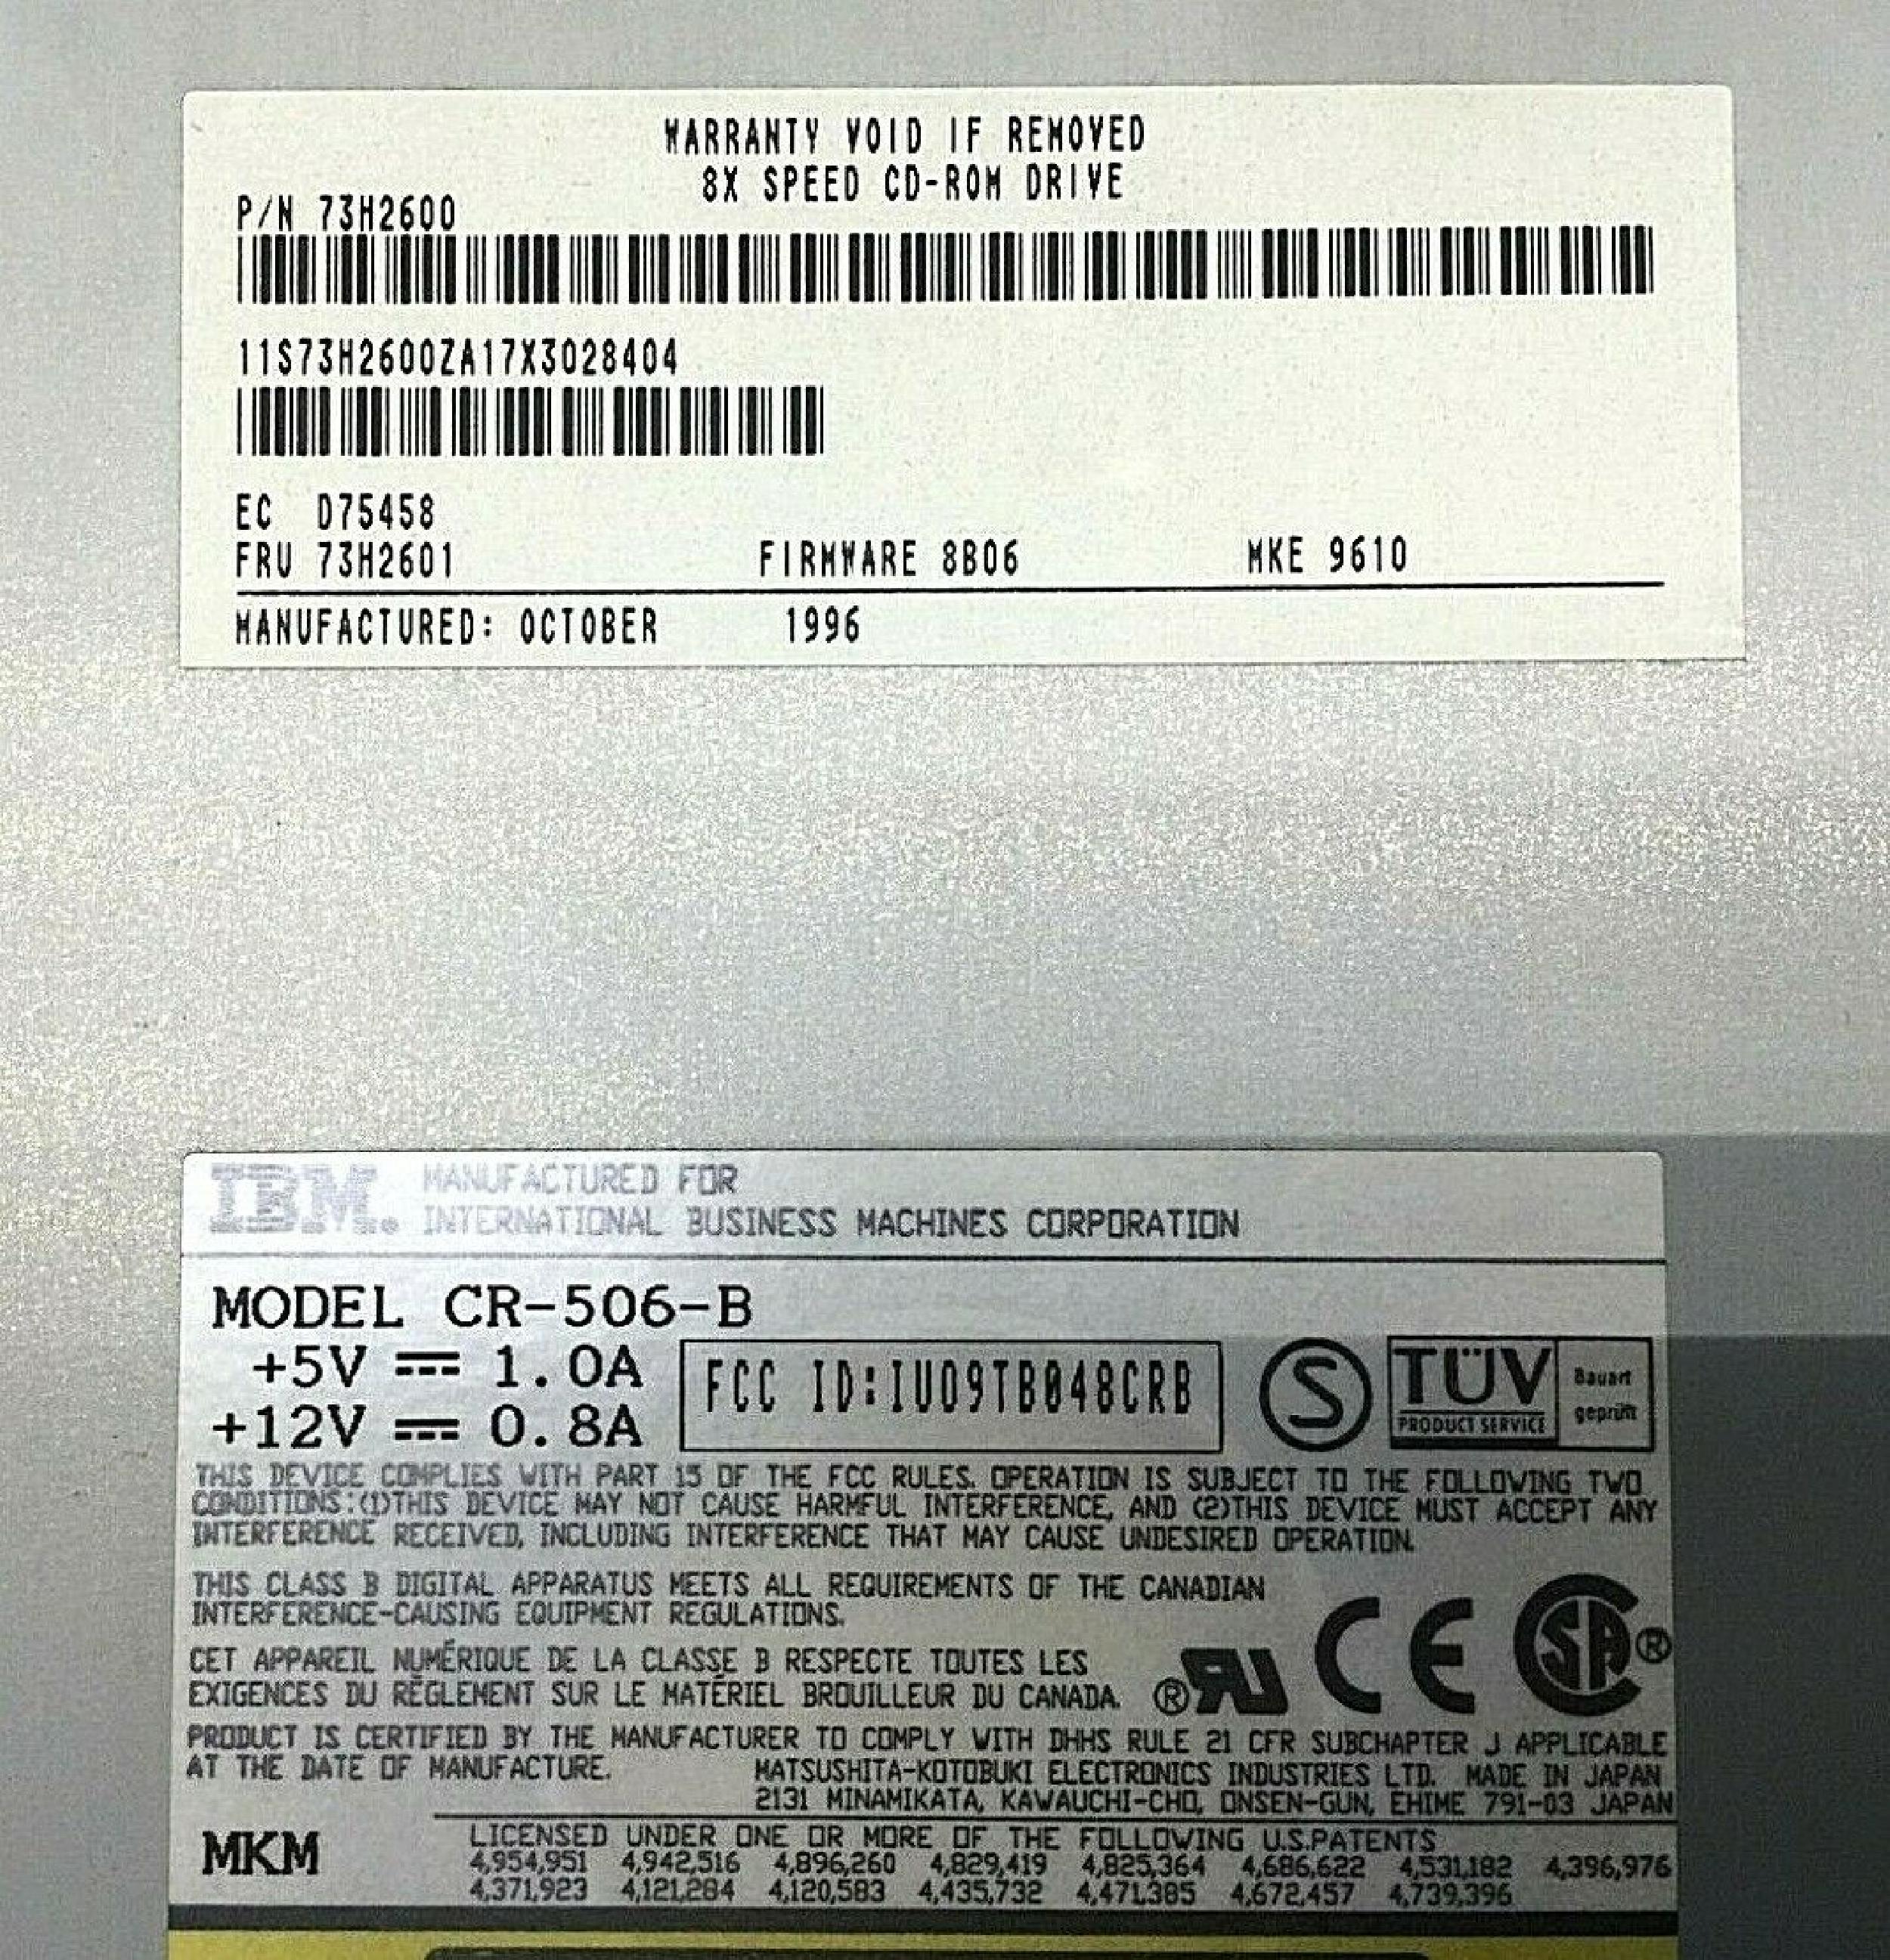 WARRANTY VOID IF REMOVED
8X SPEED CD-ROM DRIVE
P/N 73H2600
11S73H2600ZA17X3028404
EC D75458
FRU 73H2601 FIRMWARE 8B06 MKE 9610
MANUFACTURED: OCTOBER 1996
IBM. MANUFACTURED FOR
INTERNATIONAL BUSINESS MACHINES CORPORATION
MODEL CR-506-B
+5V ⎓ 1.0A
+12V ⎓ 0.8A
FCC ID:IUO9TB048CRB
S
TÜV
PRODUCT SERVICE
Bauart
geprüft
THIS DEVICE COMPLIES WITH PART 15 OF THE FCC RULES. OPERATION IS SUBJECT TO THE FOLLOWING TWO
CONDITIONS:(1)THIS DEVICE MAY NOT CAUSE HARMFUL INTERFERENCE, AND (2)THIS DEVICE MUST ACCEPT ANY
INTERFERENCE RECEIVED, INCLUDING INTERFERENCE THAT MAY CAUSE UNDESIRED OPERATION.
THIS CLASS B DIGITAL APPARATUS MEETS ALL REQUIREMENTS OF THE CANADIAN
INTERFERENCE-CAUSING EQUIPMENT REGULATIONS.
CET APPAREIL NUMÉRIQUE DE LA CLASSE B RESPECTE TOUTES LES
EXIGENCES DU RÈGLEMENT SUR LE MATÉRIEL BROUILLEUR DU CANADA.
® RU CE SA ®
PRODUCT IS CERTIFIED BY THE MANUFACTURER TO COMPLY WITH DHHS RULE 21 CFR SUBCHAPTER J APPLICABLE
AT THE DATE OF MANUFACTURE. MATSUSHITA-KOTOBUKI ELECTRONICS INDUSTRIES LTD. MADE IN JAPAN
2131 MINAMIKATA, KAWAUCHI-CHO, ONSEN-GUN, EHIME 791-03 JAPAN
MKM
LICENSED UNDER ONE OR MORE OF THE FOLLOWING U.S.PATENTS
4,954,951 4,942,516 4,896,260 4,829,419 4,825,364 4,686,622 4,531,182 4,396,976
4,371,923 4,121,284 4,120,583 4,435,732 4,471,385 4,672,457 4,739,396